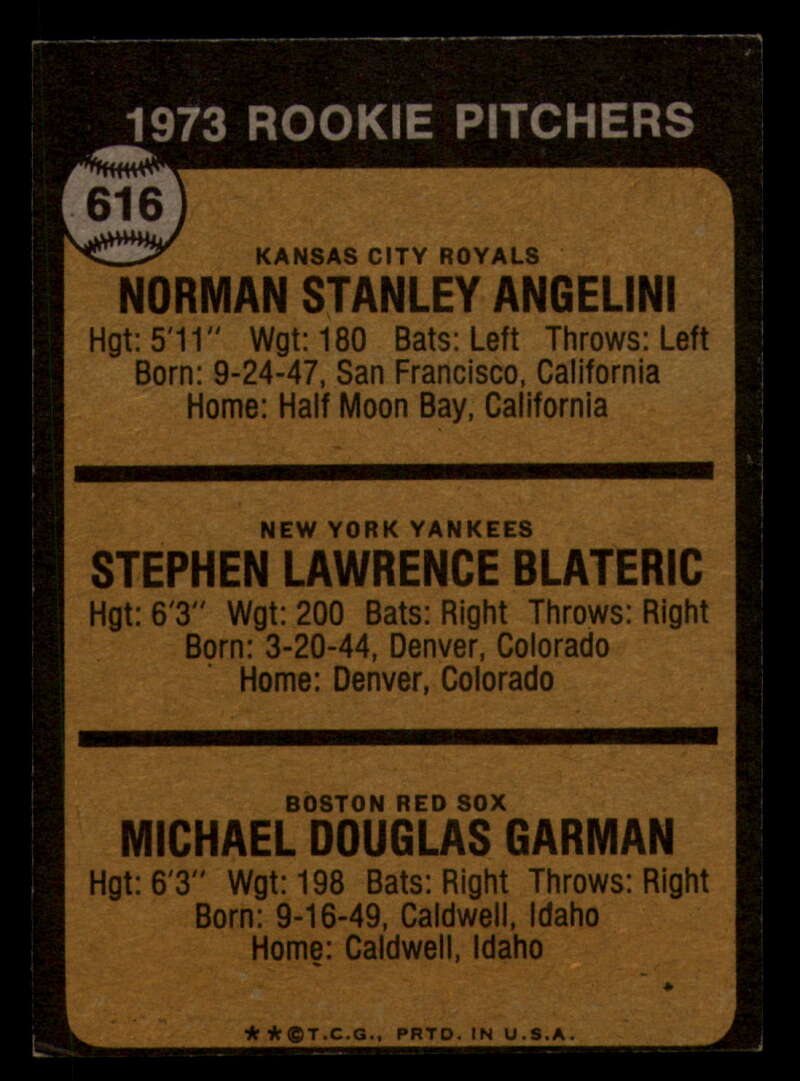 1973 ROOKIE PITCHERS
616
KANSAS CITY ROYALS
NORMAN STANLEY ANGELINI
Hgt: 5'11" Wgt: 180 Bats: Left Throws: Left
Born: 9-24-47, San Francisco, California
Home: Half Moon Bay, California
NEW YORK YANKEES
STEPHEN LAWRENCE BLATERIC
Hgt: 6'3" Wgt: 200 Bats: Right Throws: Right
Born: 3-20-44, Denver, Colorado
Home: Denver, Colorado
BOSTON RED SOX
MICHAEL DOUGLAS GARMAN
Hgt: 6'3" Wgt: 198 Bats: Right Throws: Right
Born: 9-16-49, Caldwell, Idaho
Home: Caldwell, Idaho
**©T.C.G., PRTD. IN U.S.A.